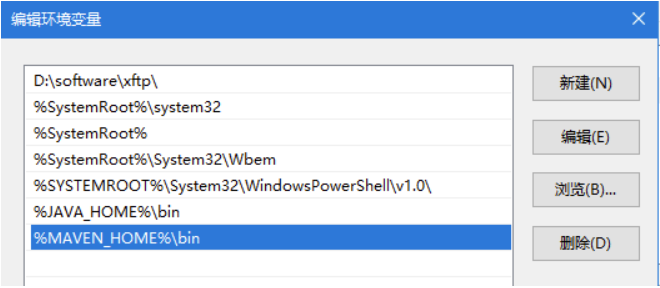 编辑环境变量
D:\software\xftp\
%SystemRoot%\system32
%SystemRoot%
%SystemRoot%\System32\Wbem
%SYSTEMROOT%\System32\WindowsPowerShell\v1.0\
%JAVA_HOME%\bin
%MAVEN_HOME%\bin
新建(N)
编辑(E)
浏览(B)...
删除(D)